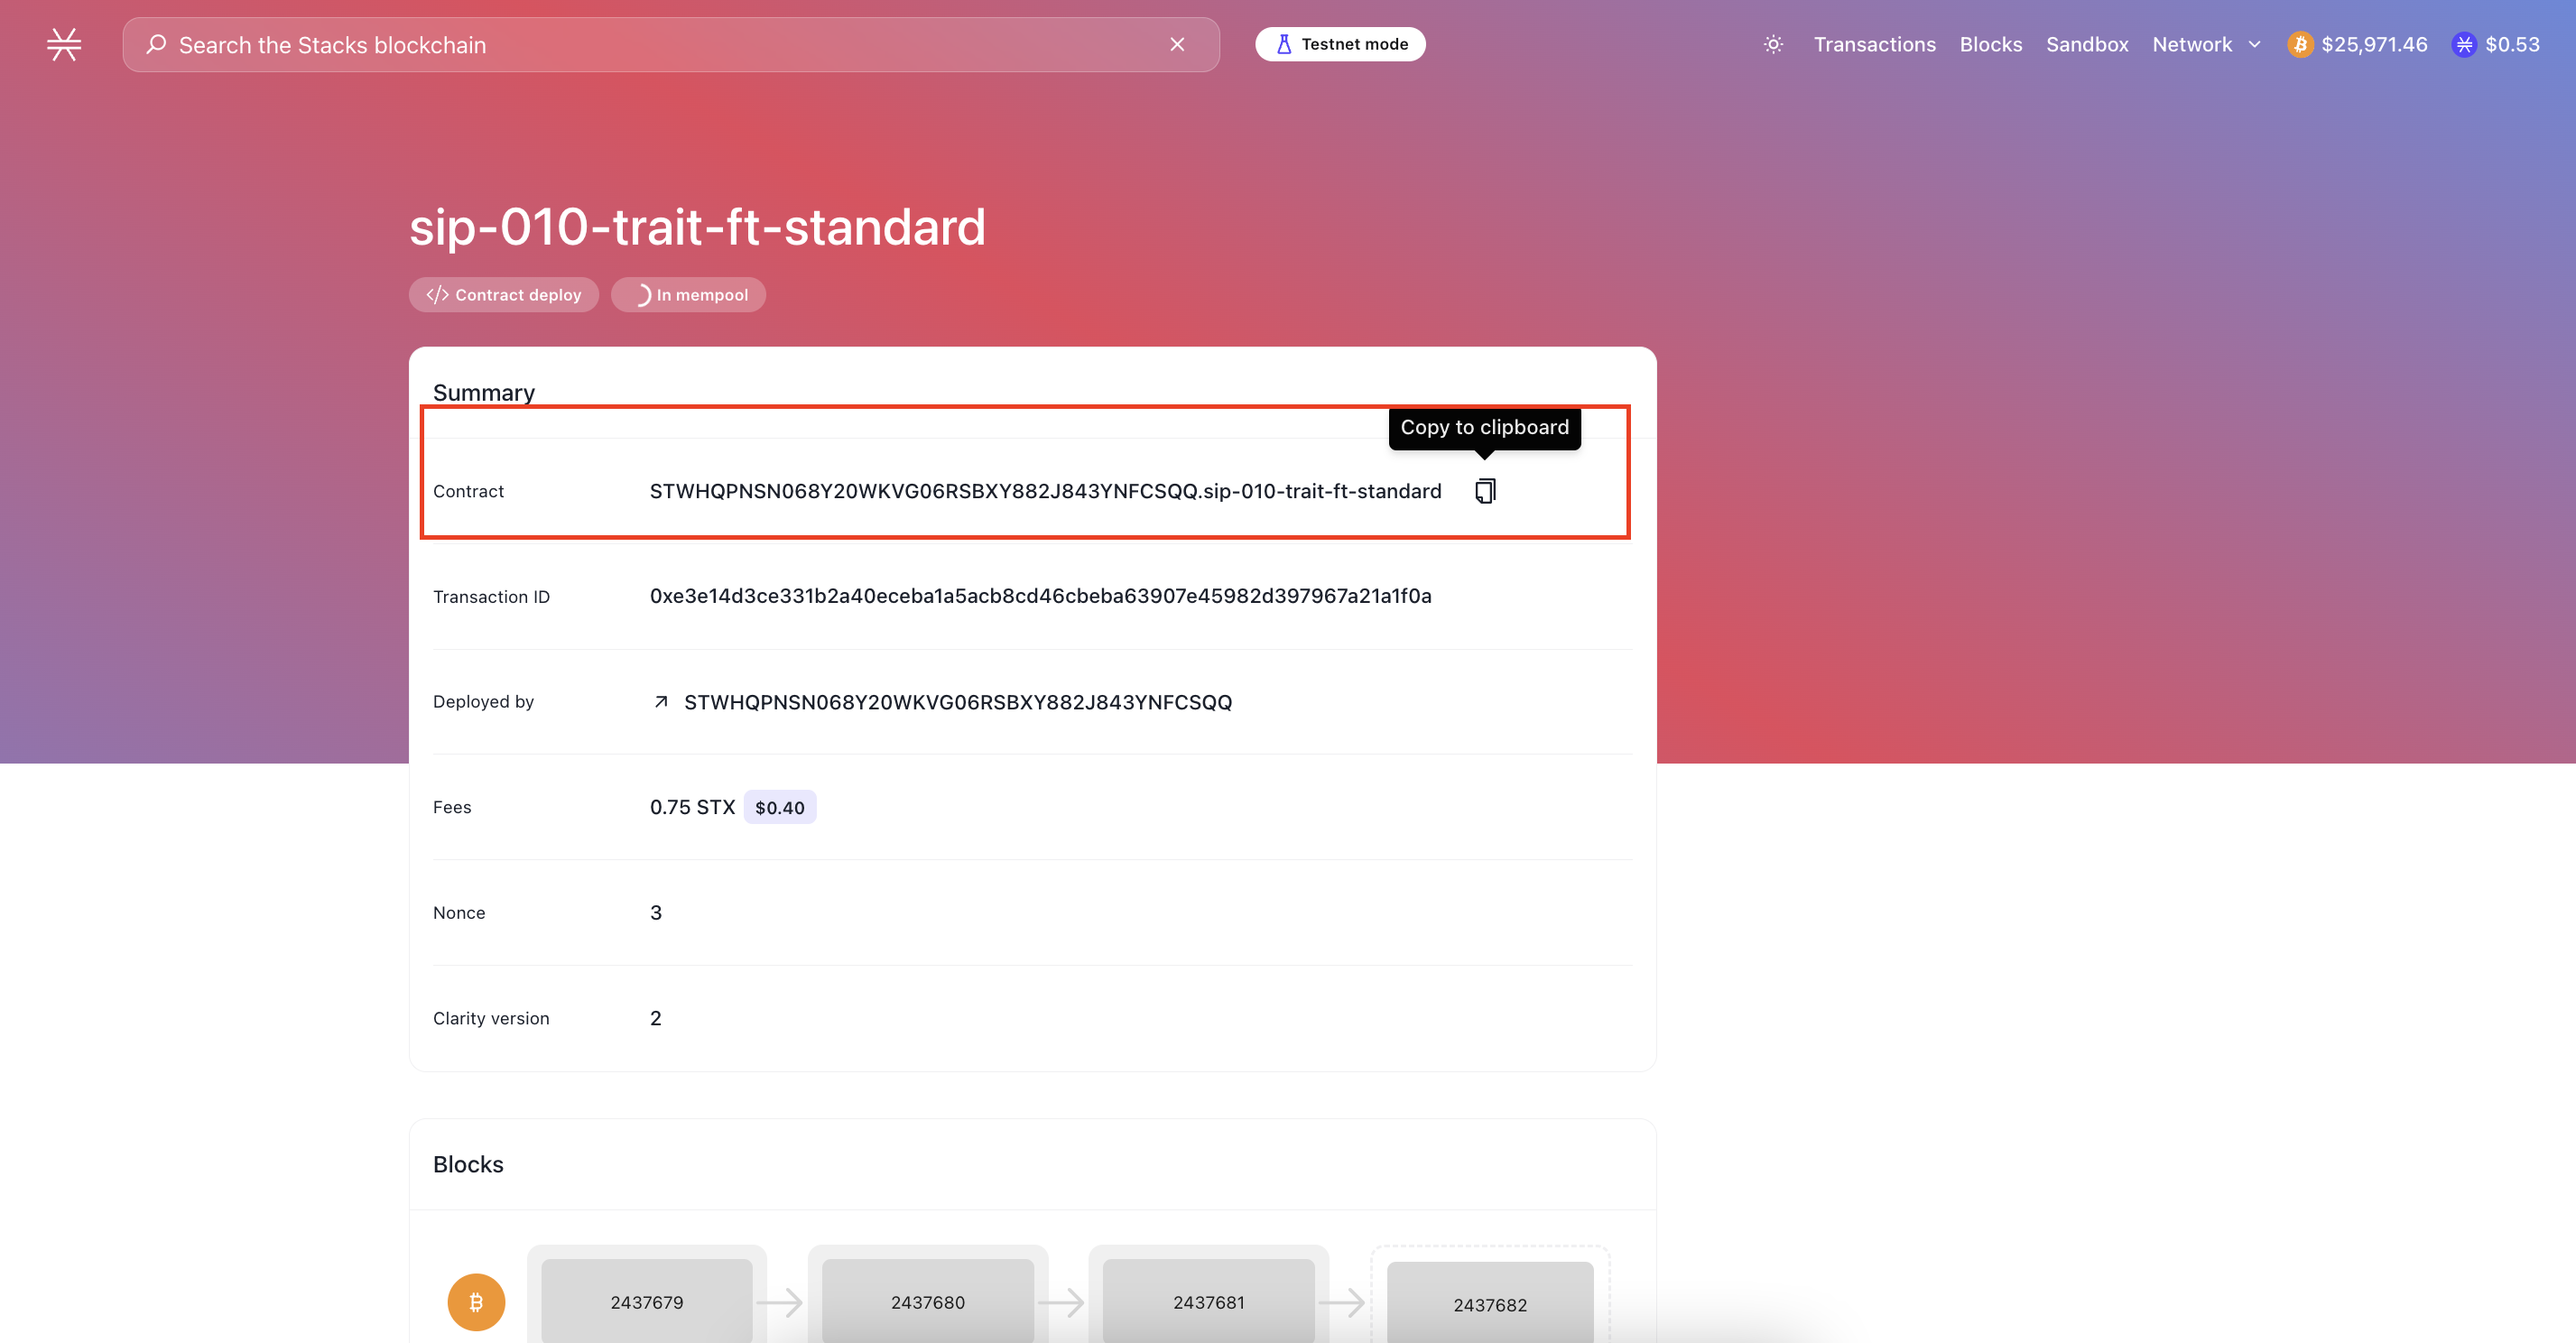 Search the Stacks blockchain
Testnet mode
Transactions Blocks Sandbox Network $25,971.46 $0.53
sip-010-trait-ft-standard
</> Contract deploy In mempool
Summary
Copy to clipboard
Contract STWHQPNSN068Y20WKVG06RSBXY882J843YNFCSQQ.sip-010-trait-ft-standard
Transaction ID 0xe3e14d3ce331b2a40eceba1a5acb8cd46cbeba63907e45982d397967a21a1f0a
Deployed by STWHQPNSN068Y20WKVG06RSBXY882J843YNFCSQQ
Fees 0.75 STX $0.40
Nonce 3
Clarity version 2
Blocks
2437679 2437680 2437681 2437682